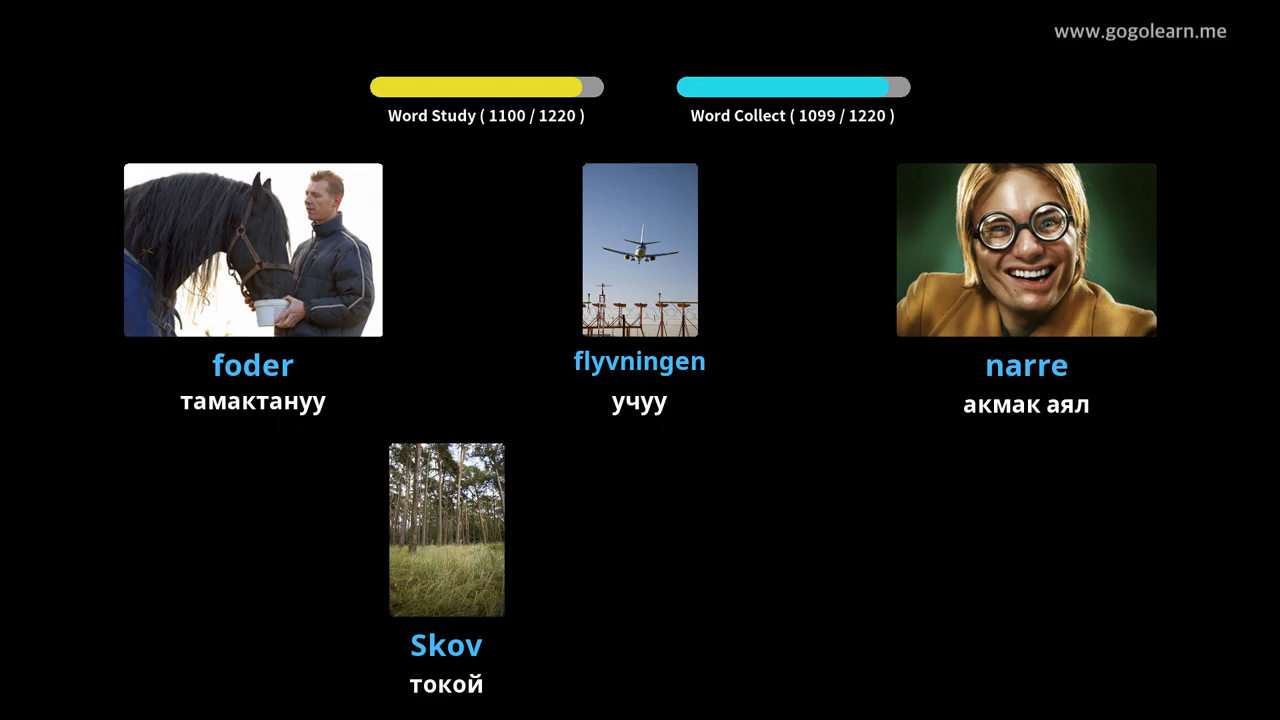 www.gogolearn.me
Word Study ( 1100 / 1220 )
Word Collect ( 1099 / 1220 )
foder
flyvningen
narre
тамактануу
учуу
акмак аял
Skov
токой